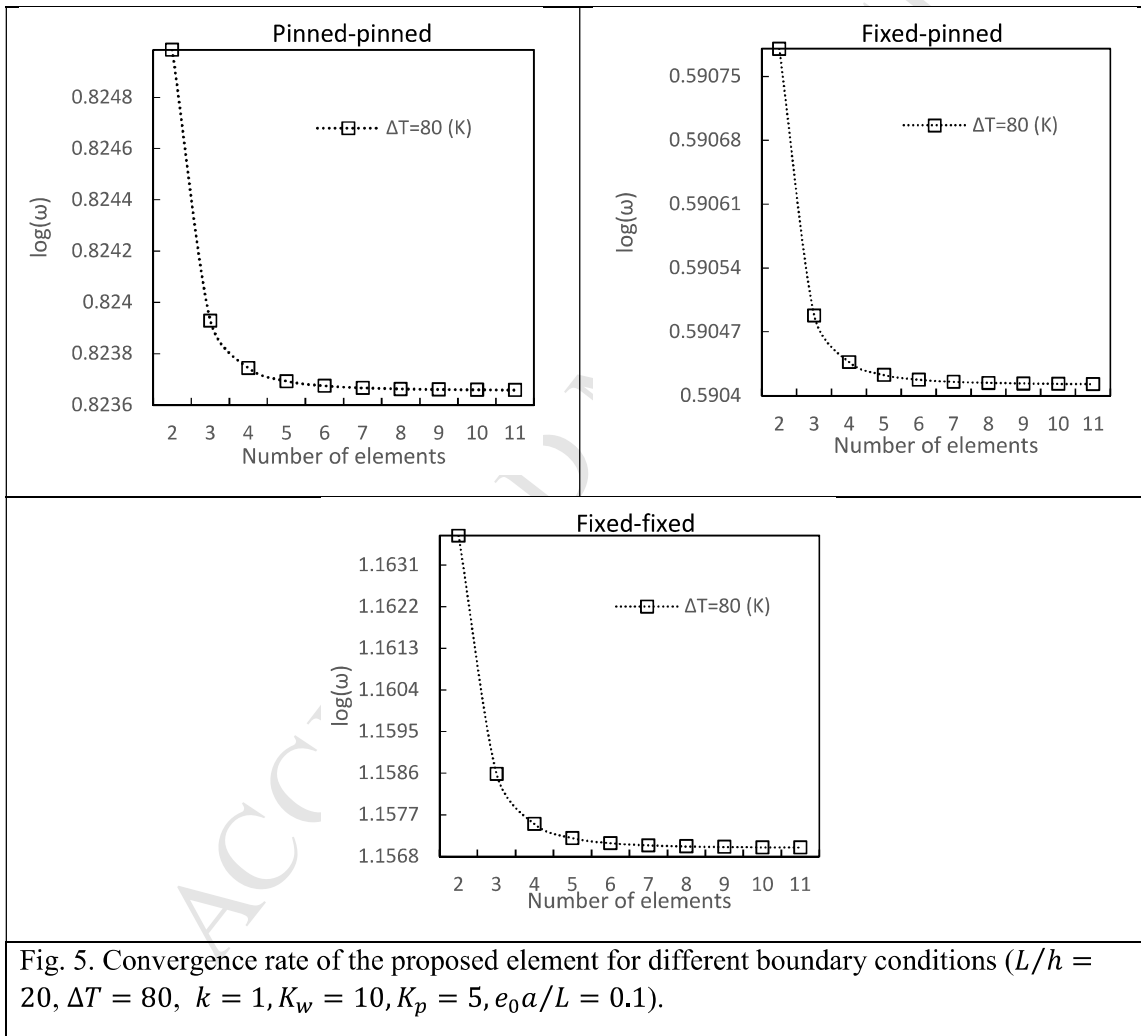 Pinned-pinned
0.8248
0.8246
0.8244
0.8242
0.824
0.8238
0.8236
log(ω)
ΔT=80 (K)
2 3 4 5 6 7 8 9 10 11
Number of elements
Fixed-pinned
0.59075
0.59068
0.59061
0.59054
0.59047
0.5904
log(ω)
ΔT=80 (K)
2 3 4 5 6 7 8 9 10 11
Number of elements
Fixed-fixed
1.1631
1.1622
1.1613
1.1604
1.1595
1.1586
1.1577
1.1568
log(ω)
ΔT=80 (K)
2 3 4 5 6 7 8 9 10 11
Number of elements
Fig. 5. Convergence rate of the proposed element for different boundary conditions (L/h =
20, ΔT = 80, k = 1, K_w = 10, K_p = 5, e_0a/L = 0.1).